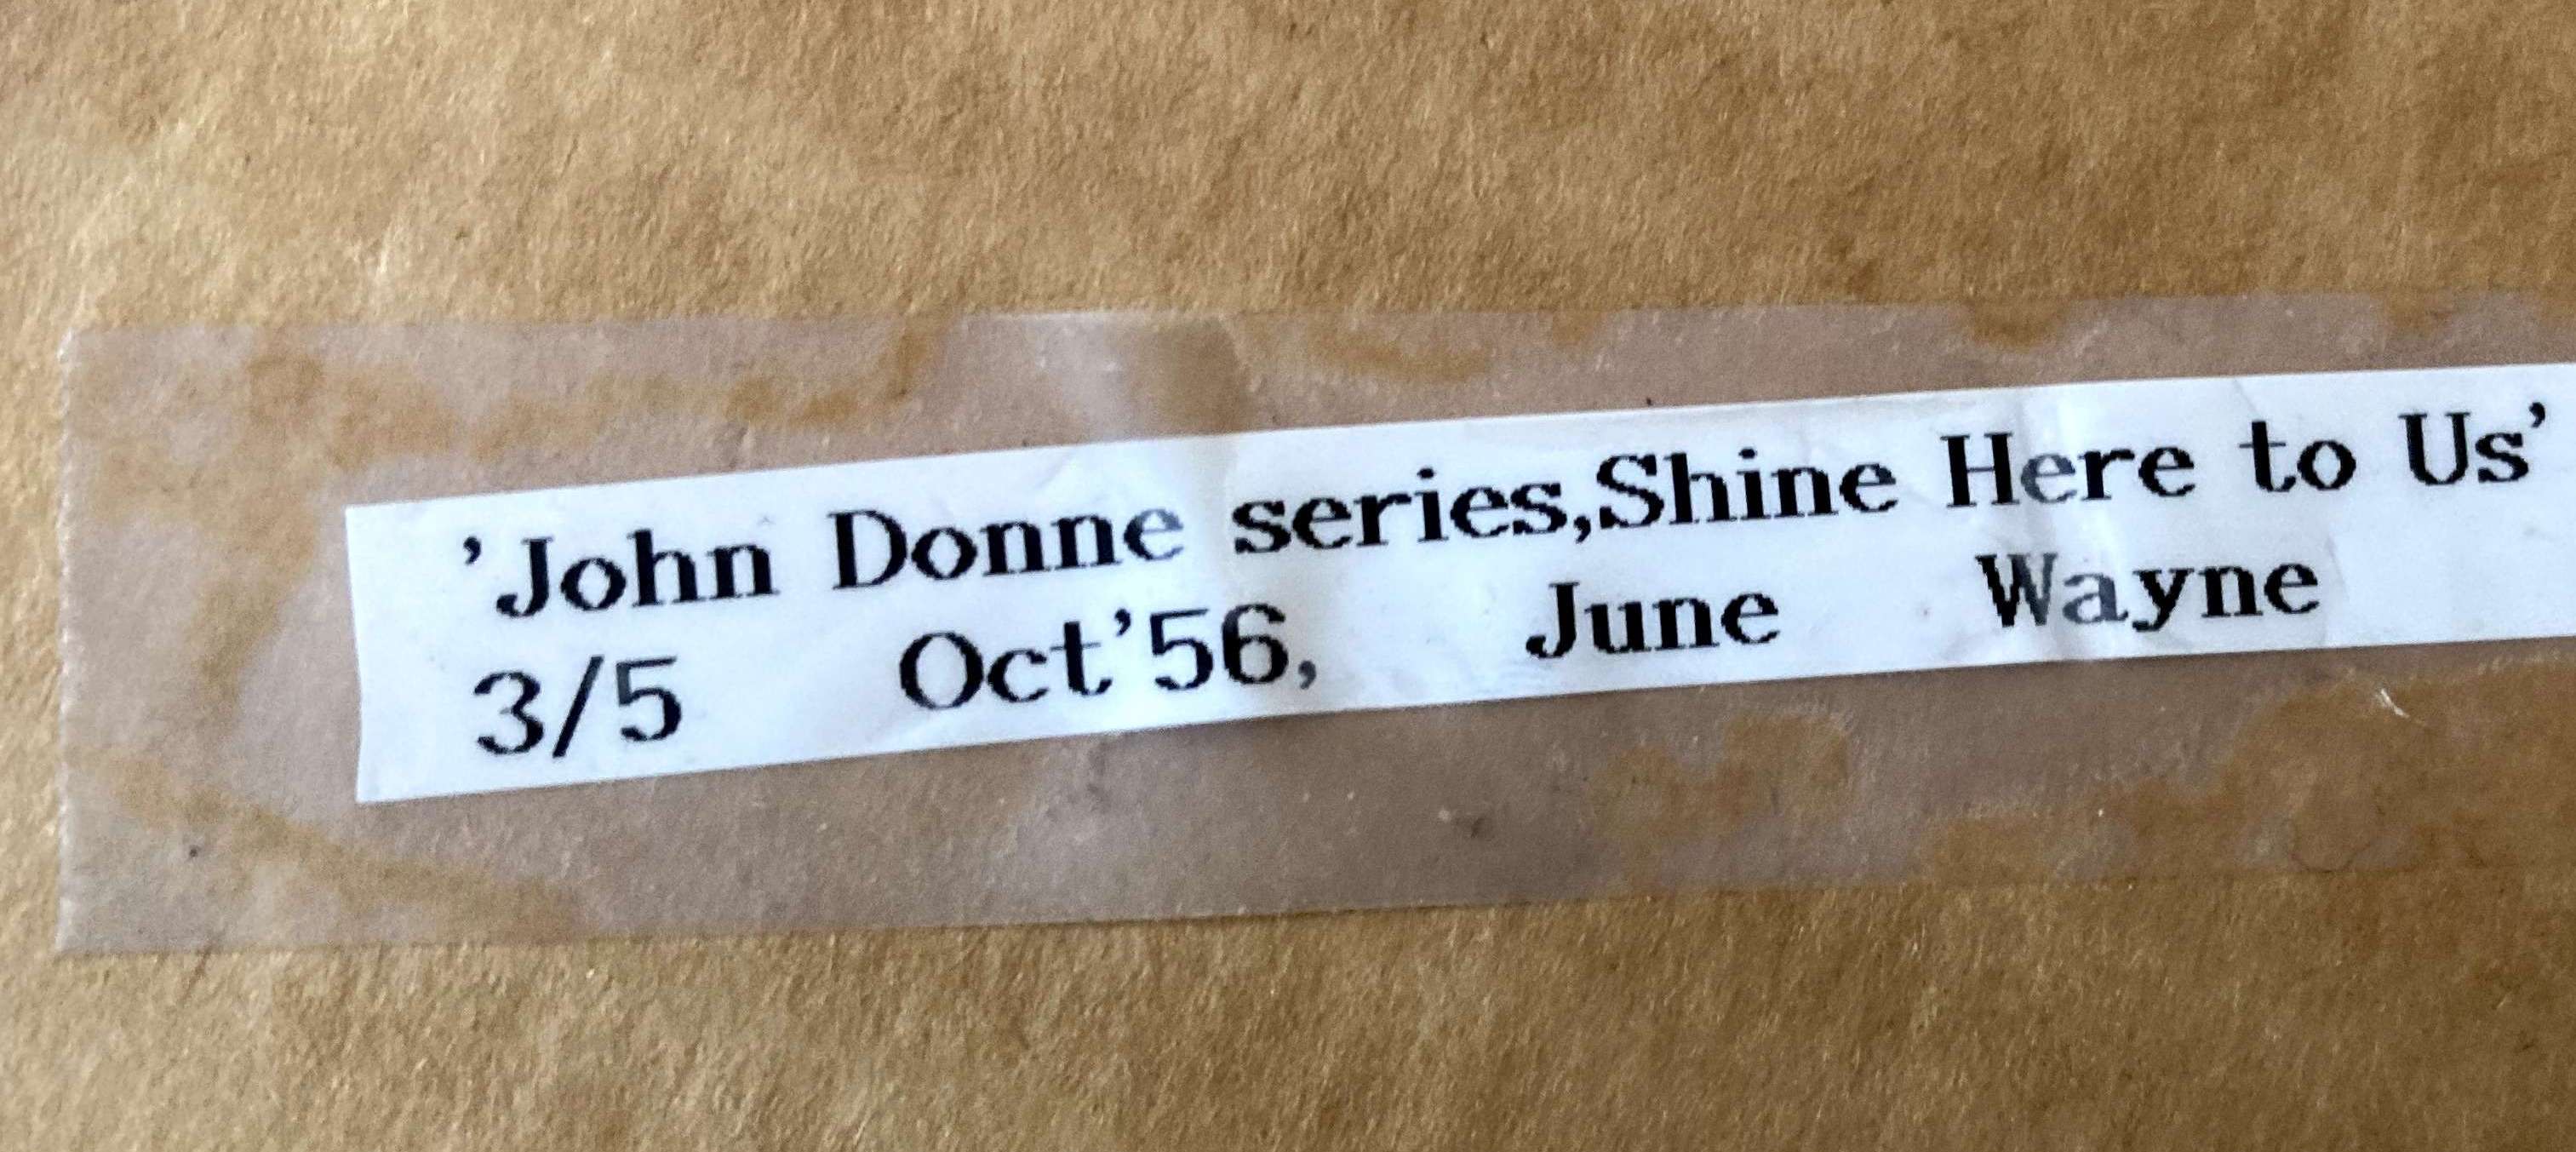 'John Donne series,Shine Here to Us'
3/5 Oct'56, June Wayne